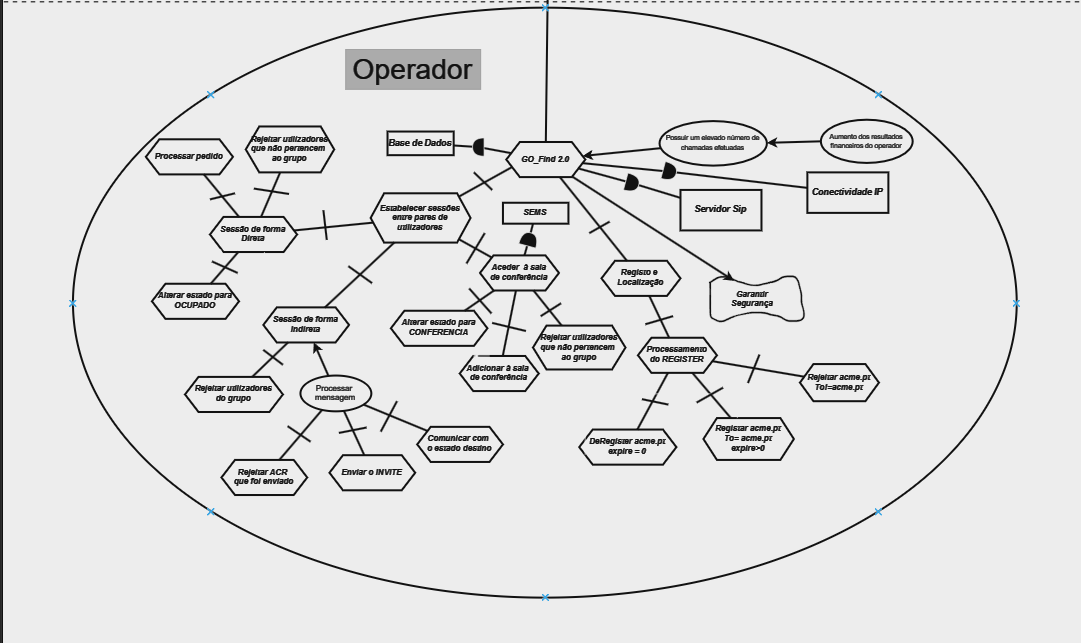 Operador
Processar pedido
Rejeitar utilizadores
que não pertencem
ao grupo
Base de Dados
GO_Find 2.0
Possuir um elevado número de
chamadas efetuadas
Aumento dos resultados
financeiros do operador
Conectividade IP
Servidor Sip
Estabelecer sessões
entre pares de
utilizadores
SEMS
Sessão de forma
Direta
Aceder à sala
de conferência
Registo e
Localização
Garantir
Segurança
Alterar estado para
OCUPADO
Sessão de forma
Indireta
Alterar estado para
CONFERENCIA
Rejeitar utilizadores
que não pertencem
ao grupo
Processamento
do REGISTER
Adicionar à sala
de conferência
Rejeitar acme.pt
To!=acme.pt
Rejeitar utilizadores
do grupo
Processar
mensagem
Comunicar com
o estado destino
DeRegister acme.pt
expire = 0
Registar acme.pt
To= acme.pt
expire>0
Rejeitar ACR
que foi enviado
Enviar o INVITE